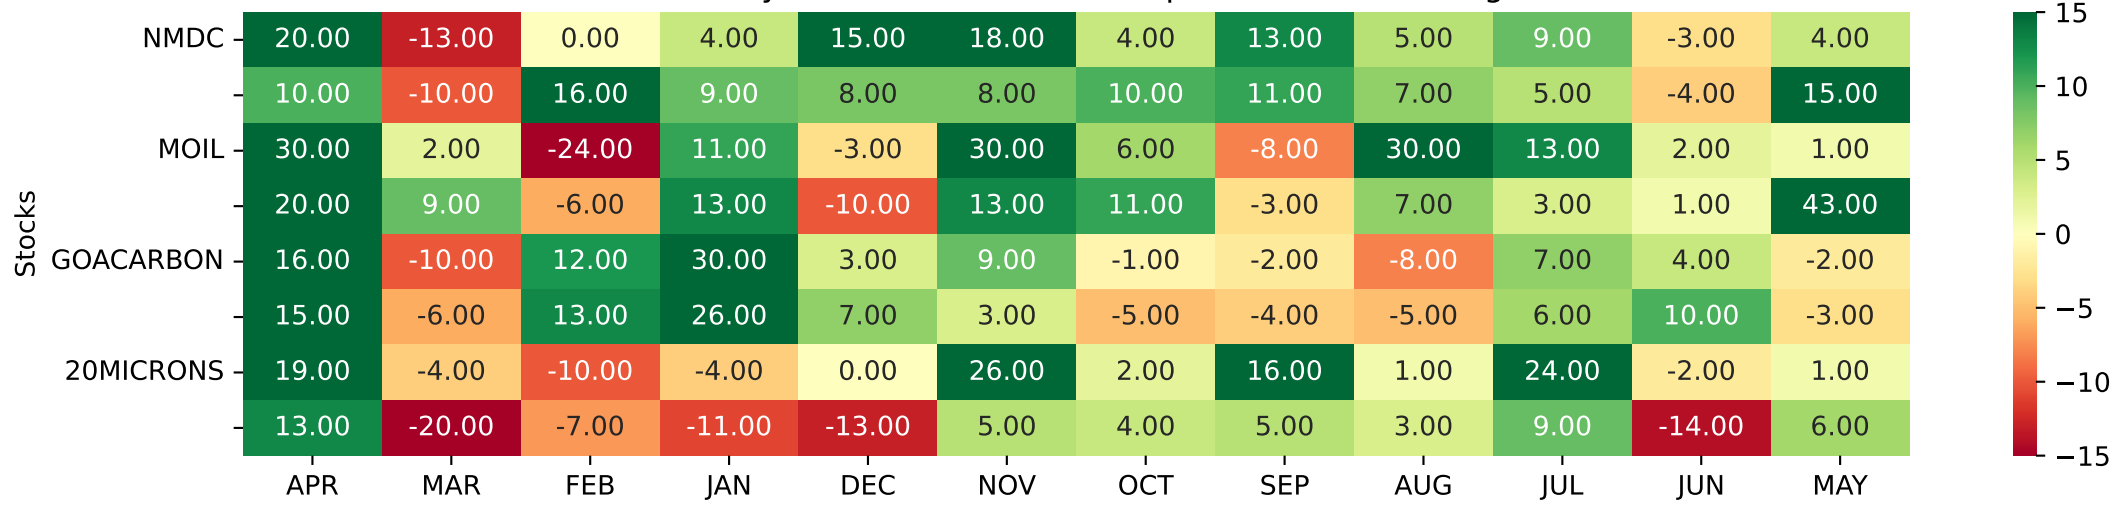 NMDC 20.00 -13.00 0.00 4.00 15.00 18.00 4.00 13.00 5.00 9.00 -3.00 4.00
10.00 -10.00 16.00 9.00 8.00 8.00 10.00 11.00 7.00 5.00 -4.00 15.00
MOIL 30.00 2.00 -24.00 11.00 -3.00 30.00 6.00 -8.00 30.00 13.00 2.00 1.00
20.00 9.00 -6.00 13.00 -10.00 13.00 11.00 -3.00 7.00 3.00 1.00 43.00
GOACARBON 16.00 -10.00 12.00 30.00 3.00 9.00 -1.00 -2.00 -8.00 7.00 4.00 -2.00
15.00 -6.00 13.00 26.00 7.00 3.00 -5.00 -4.00 -5.00 6.00 10.00 -3.00
20MICRONS 19.00 -4.00 -10.00 -4.00 0.00 26.00 2.00 16.00 1.00 24.00 -2.00 1.00
13.00 -20.00 -7.00 -11.00 -13.00 5.00 4.00 5.00 3.00 9.00 -14.00 6.00
APR MAR FEB JAN DEC NOV OCT SEP AUG JUL JUN MAY
Stocks
15
10
5
0
−5
−10
−15